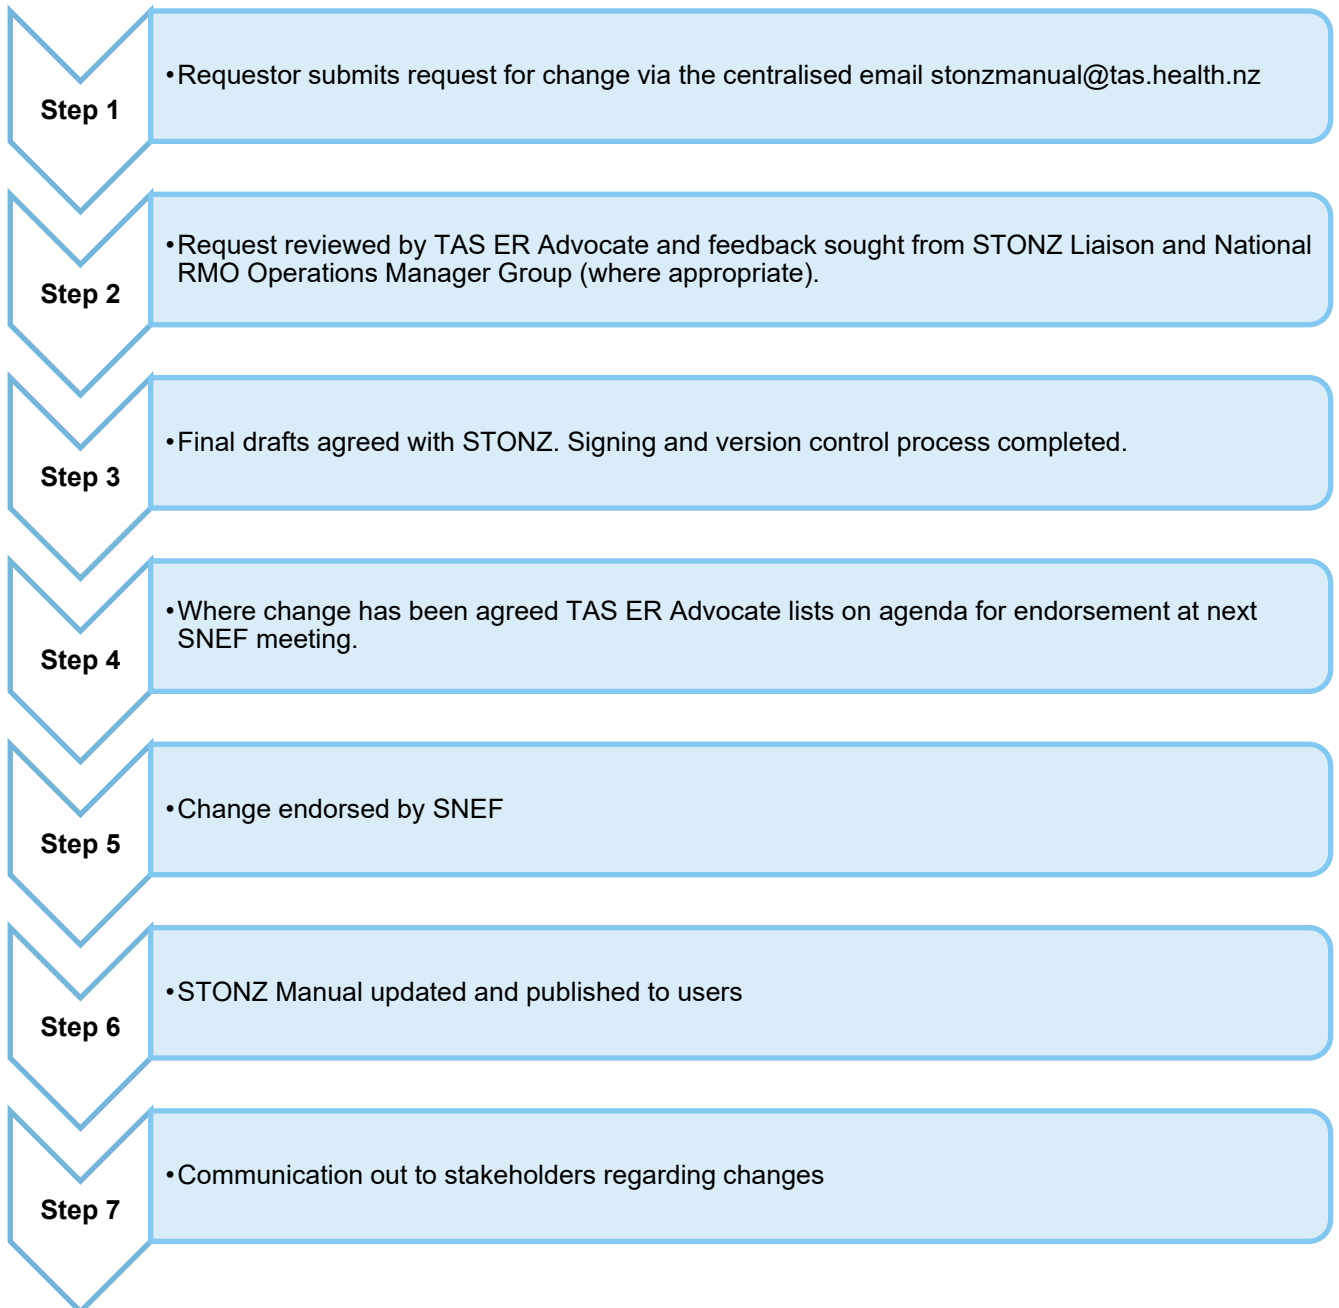 Step 1
•Requestor submits request for change via the centralised email stonzmanual@tas.health.nz
Step 2
•Request reviewed by TAS ER Advocate and feedback sought from STONZ Liaison and National
RMO Operations Manager Group (where appropriate).
Step 3
•Final drafts agreed with STONZ. Signing and version control process completed.
Step 4
•Where change has been agreed TAS ER Advocate lists on agenda for endorsement at next
SNEF meeting.
Step 5
•Change endorsed by SNEF
Step 6
•STONZ Manual updated and published to users
Step 7
•Communication out to stakeholders regarding changes